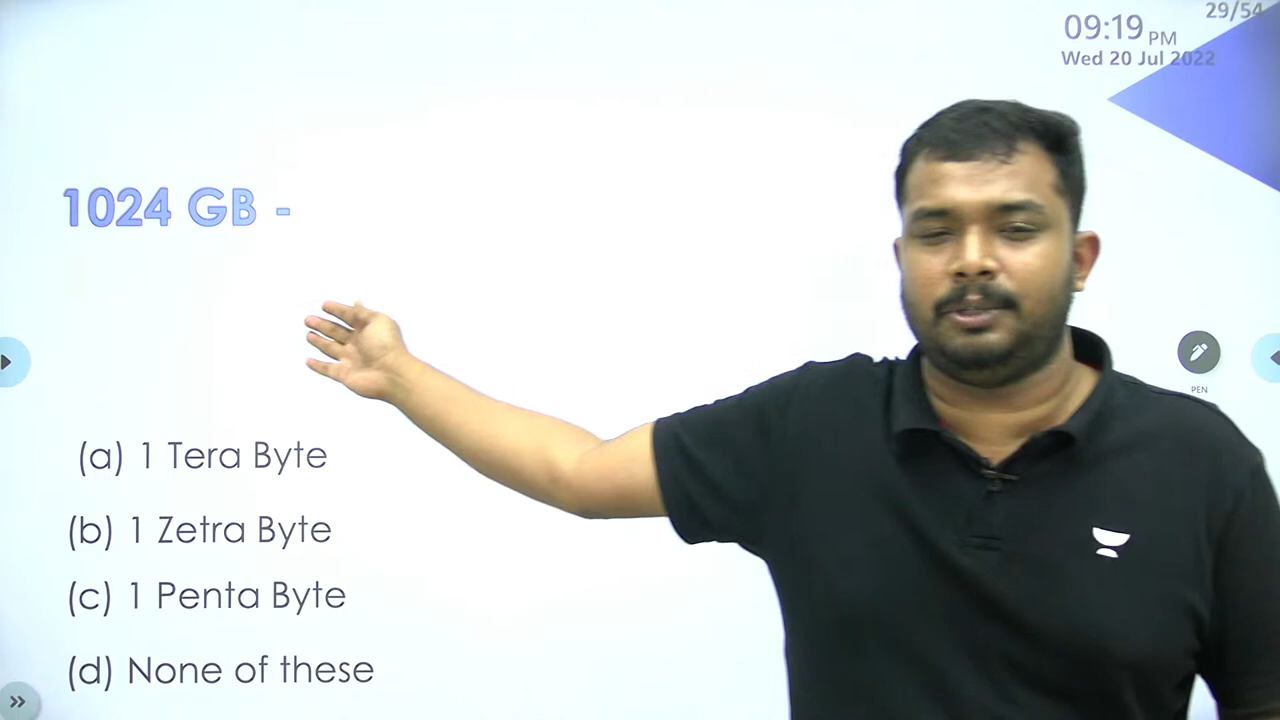 29/54
09:19 PM
Wed 20 Jul 2022
1024 GB -
PEN
(a) 1 Tera Byte
(b) 1 Zetra Byte
(c) 1 Penta Byte
(d) None of these